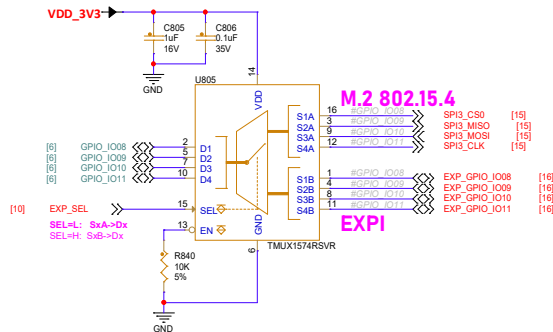 VDD_3V3
C805
1uF
16V
C806
0.1uF
35V
GND
U805
14
VDD
M.2 802.15.4
[6] GPIO_IO08 2 D1
[6] GPIO_IO09 5 D2
[6] GPIO_IO10 7 D3
[6] GPIO_IO11 10 D4
S1A 16 #GPIO_IO08 SPI3_CS0 [15]
S2A 3 #GPIO_IO09 SPI3_MISO [15]
S3A 9 #GPIO_IO10 SPI3_MOSI [15]
S4A 12 #GPIO_IO11 SPI3_CLK [15]
S1B 1 #GPIO_IO08 EXP_GPIO_IO08 [16]
S2B 4 #GPIO_IO09 EXP_GPIO_IO09 [16]
S3B 8 #GPIO_IO10 EXP_GPIO_IO10 [16]
S4B 11 #GPIO_IO11 EXP_GPIO_IO11 [16]
[10] EXP_SEL 15 SEL
SEL=L: SxA->Dx
SEL=H: SxB->Dx
13 EN
GND
6
EXPI
TMUX1574RSVR
R840
10K
5%
GND